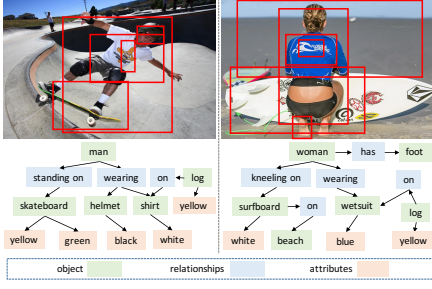 man
standing on wearing on log
skateboard helmet shirt yellow
yellow green black white
woman has foot
kneeling on wearing on
surfboard on wetsuit log
white beach blue yellow
object relationships attributes